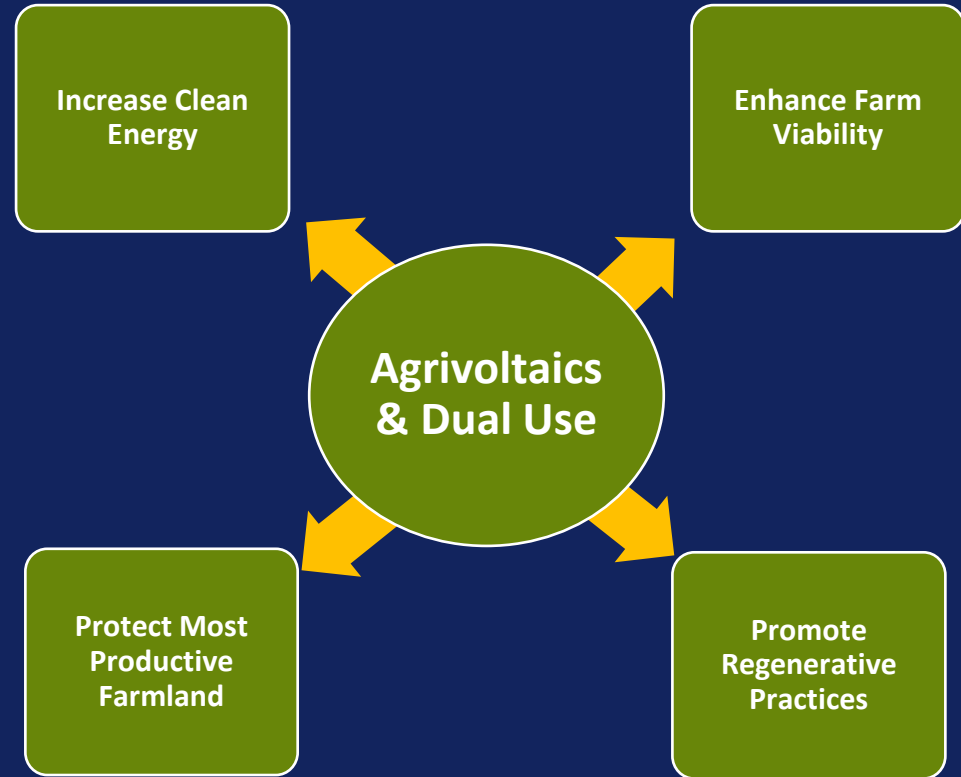 Increase Clean
Energy
Enhance Farm
Viability
Agrivoltaics
& Dual Use
Protect Most
Productive
Farmland
Promote
Regenerative
Practices